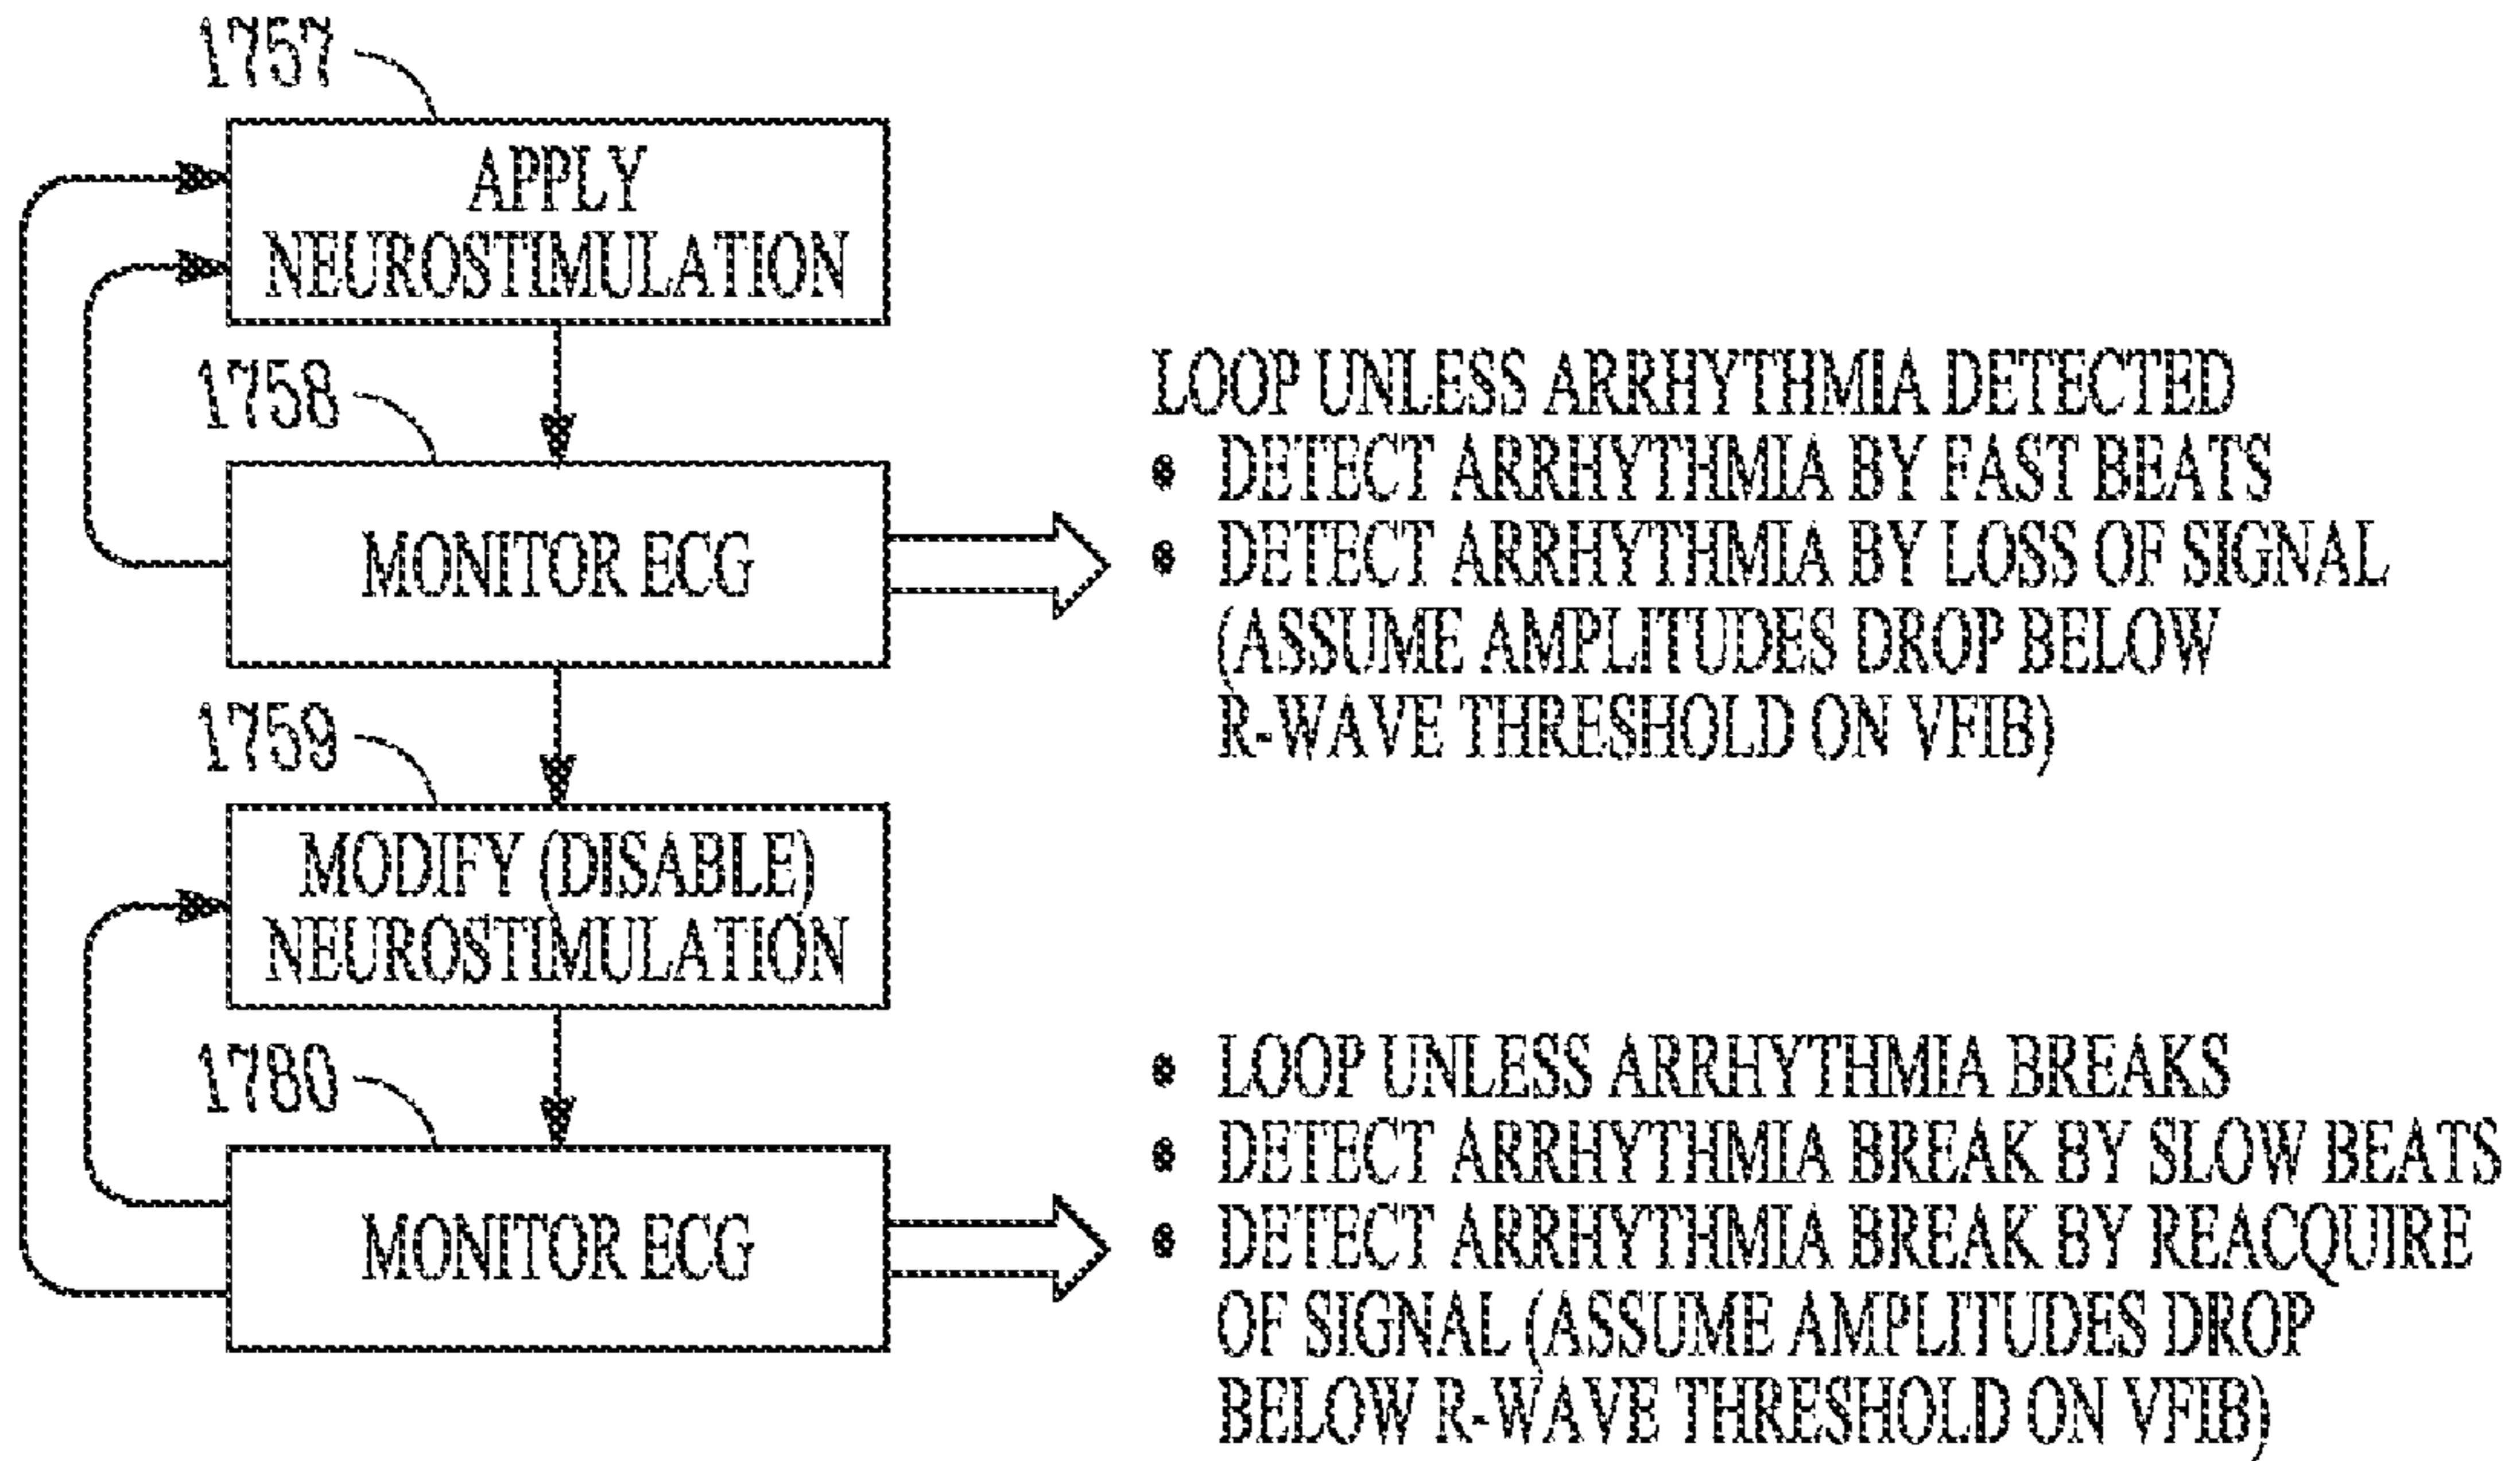 1757
APPLY
NEUROSTIMULATION
1758
MONITOR ECG
LOOP UNLESS ARRHYTHMIA DETECTED
• DETECT ARRHYTHMIA BY FAST BEATS
• DETECT ARRHYTHMIA BY LOSS OF SIGNAL
(ASSUME AMPLITUDES DROP BELOW
R-WAVE THRESHOLD ON VFIB)
1759
MODIFY (DISABLE)
NEUROSTIMULATION
1780
MONITOR ECG
• LOOP UNLESS ARRHYTHMIA BREAKS
• DETECT ARRHYTHMIA BREAK BY SLOW BEATS
• DETECT ARRHYTHMIA BREAK BY REACQUIRE
OF SIGNAL (ASSUME AMPLITUDES DROP
BELOW R-WAVE THRESHOLD ON VFIB)